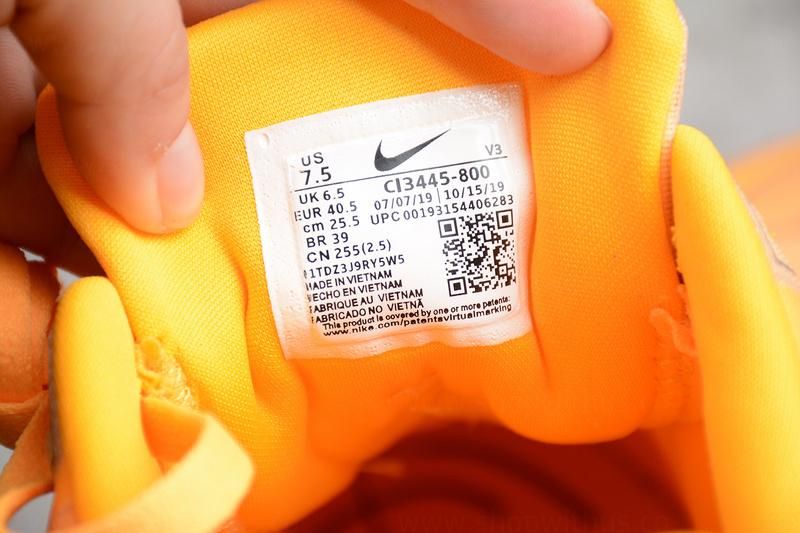 US
7.5
V3
UK 6.5
CI3445-800
EUR 40.5
07/07/19 | 10/15/19
cm 25.5
UPC 00193154406283
BR 39
CN 255(2.5)
1TDZ3J9RY5W5
MADE IN VIETNAM
HECHO EN VIETNAM
FABRIQUE AU VIETNAM
FABRICADO NO VIETNÃ
This product is covered by one or more patents:
www.nike.com/patentsvirtualmarking